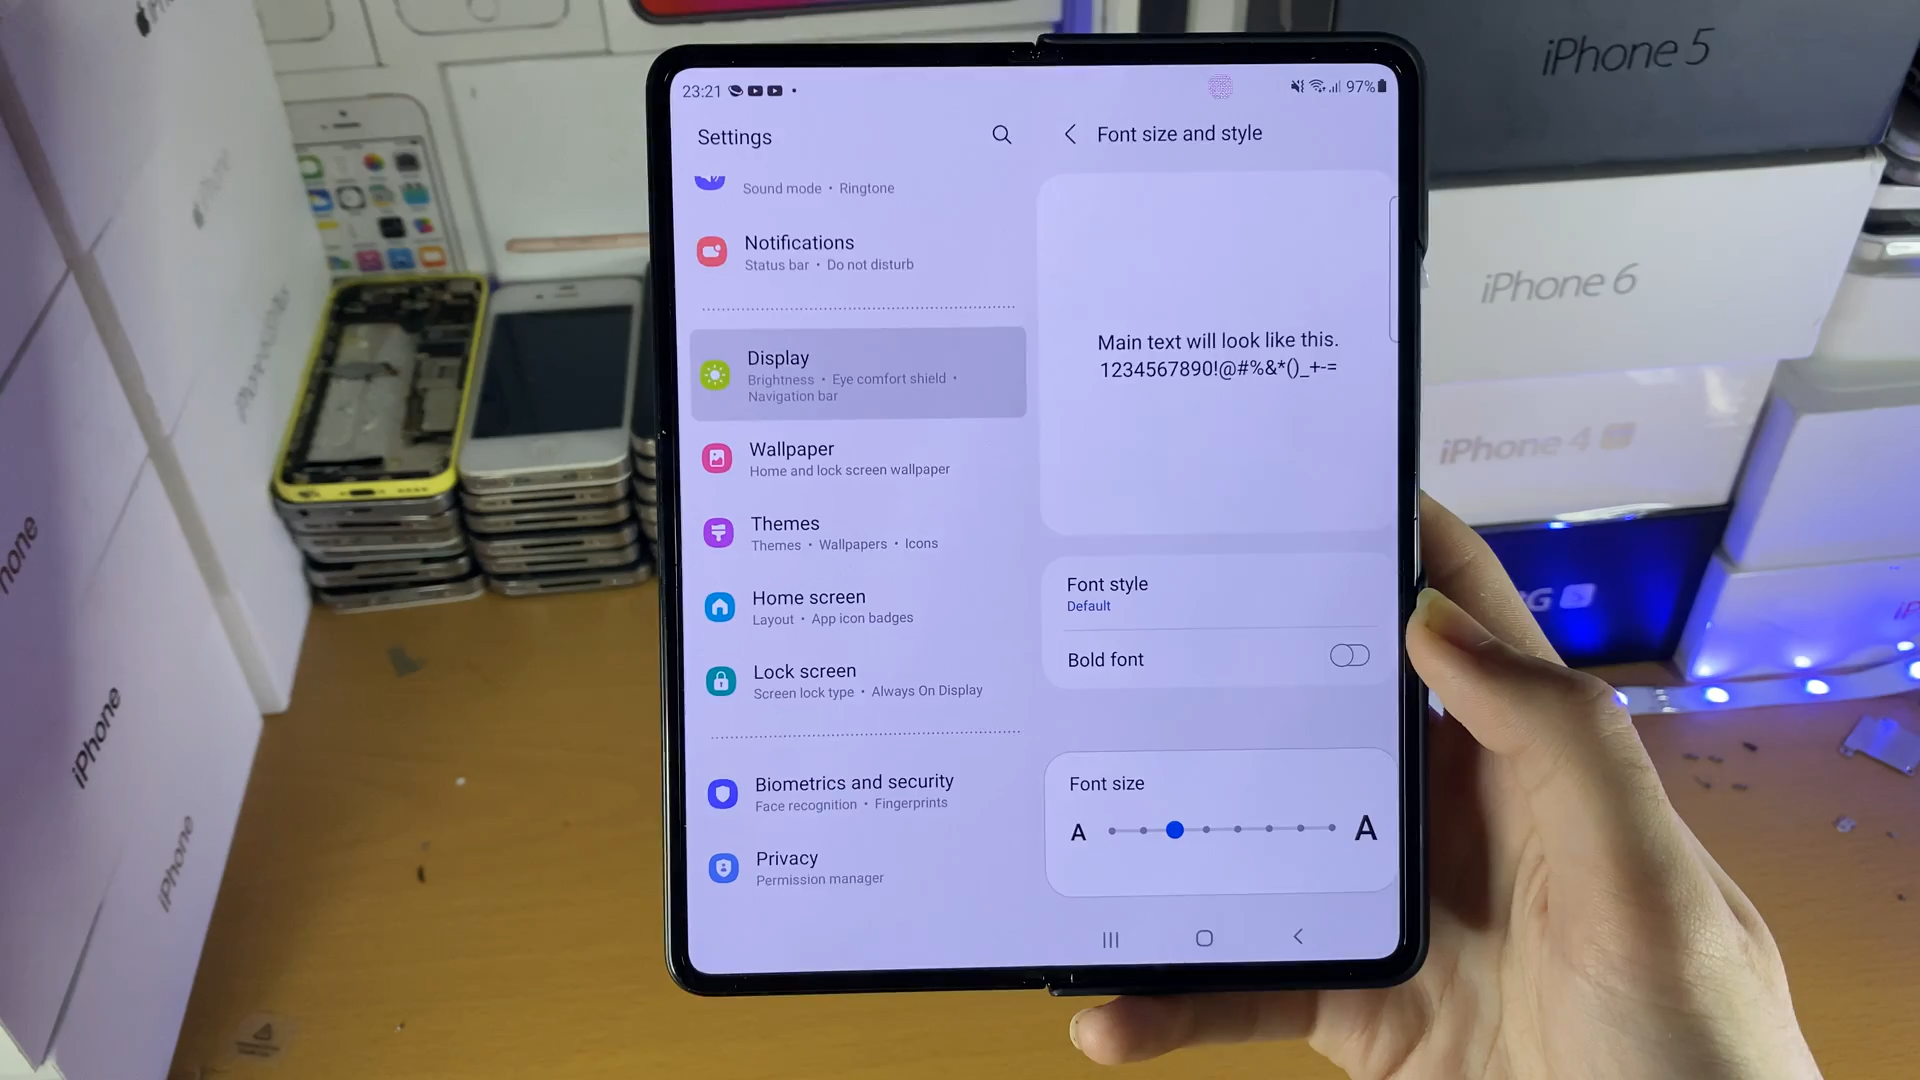 23:21
97%
Settings
Sound mode • Ringtone
Notifications
Status bar • Do not disturb
Display
Brightness • Eye comfort shield •
Navigation bar
Wallpaper
Home and lock screen wallpaper
Themes
Themes • Wallpapers • Icons
Home screen
Layout • App icon badges
Lock screen
Screen lock type • Always On Display
Biometrics and security
Face recognition • Fingerprints
Privacy
Permission manager
Font size and style
Main text will look like this.
1234567890!@#%&*()_+-=
Font style
Default
Bold font
Font size
A
A
iPhone 5
iPhone 6
iPhone 4
iPhone
iPhone
iPhone